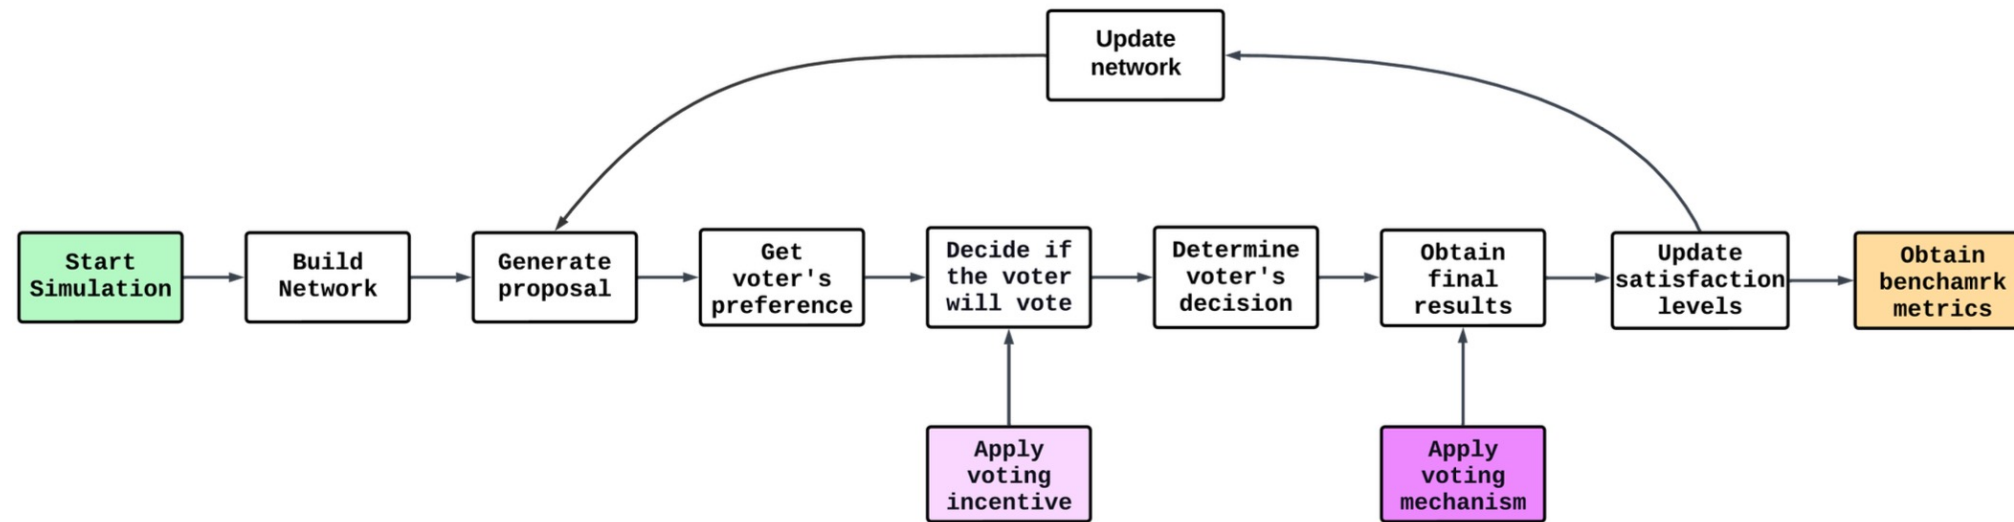 Update
network
Start
Simulation
Build
Network
Generate
proposal
Get
voter's
preference
Decide if
the voter
will vote
Determine
voter's
decision
Obtain
final
results
Update
satisfaction
levels
Obtain
benchamrk
metrics
Apply
voting
incentive
Apply
voting
mechanism